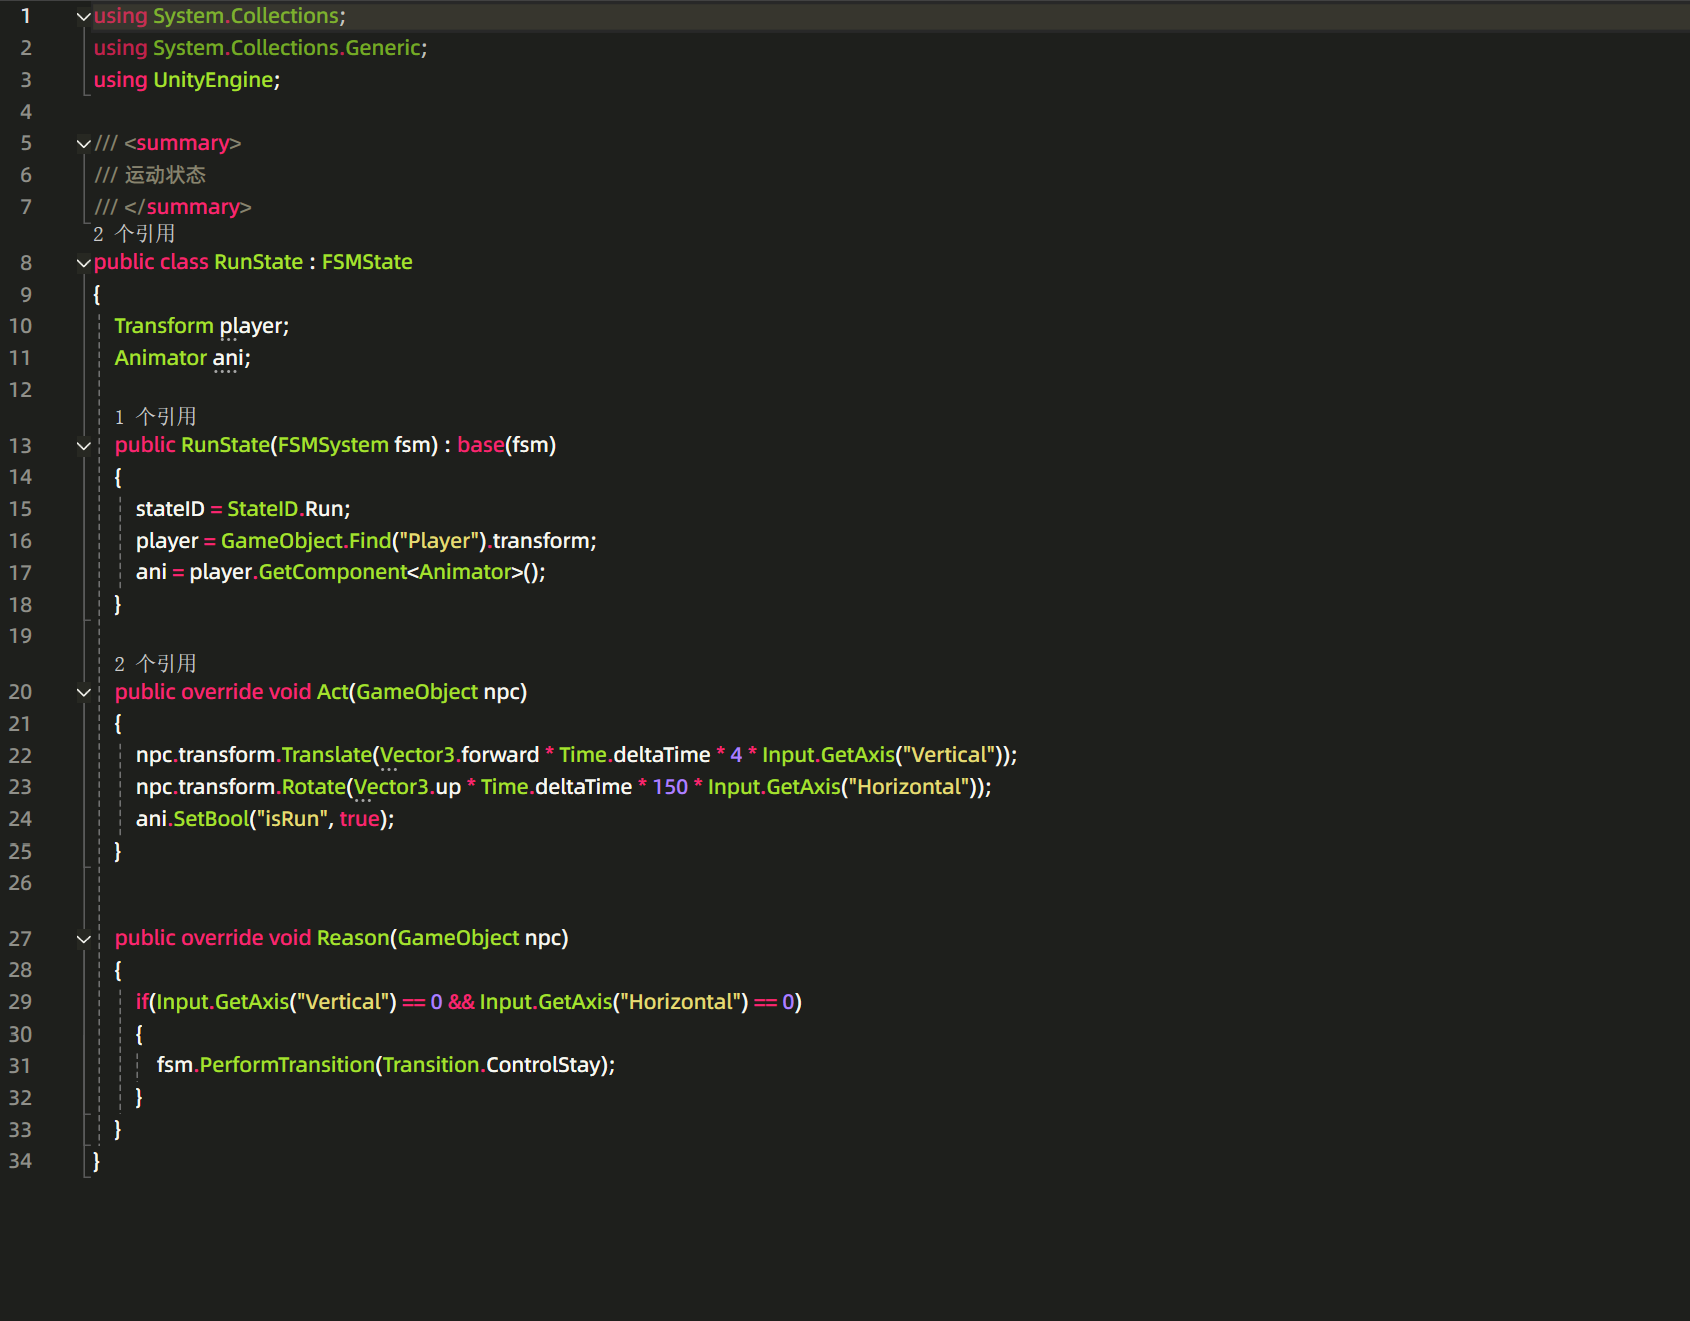 1 using System.Collections;
2 using System.Collections.Generic;
3 using UnityEngine;
4
5 /// <summary>
6 /// 运动状态
7 /// </summary>
2 个引用
8 public class RunState : FSMState
9 {
10 Transform player;
11 Animator ani;
12
1 个引用
13 public RunState(FSMSystem fsm) : base(fsm)
14 {
15 stateID = StateID.Run;
16 player = GameObject.Find("Player").transform;
17 ani = player.GetComponent<Animator>();
18 }
19
2 个引用
20 public override void Act(GameObject npc)
21 {
22 npc.transform.Translate(Vector3.forward * Time.deltaTime * 4 * Input.GetAxis("Vertical"));
23 npc.transform.Rotate(Vector3.up * Time.deltaTime * 150 * Input.GetAxis("Horizontal"));
24 ani.SetBool("isRun", true);
25 }
26
27 public override void Reason(GameObject npc)
28 {
29 if(Input.GetAxis("Vertical") == 0 && Input.GetAxis("Horizontal") == 0)
30 {
31 fsm.PerformTransition(Transition.ControlStay);
32 }
33 }
34 }